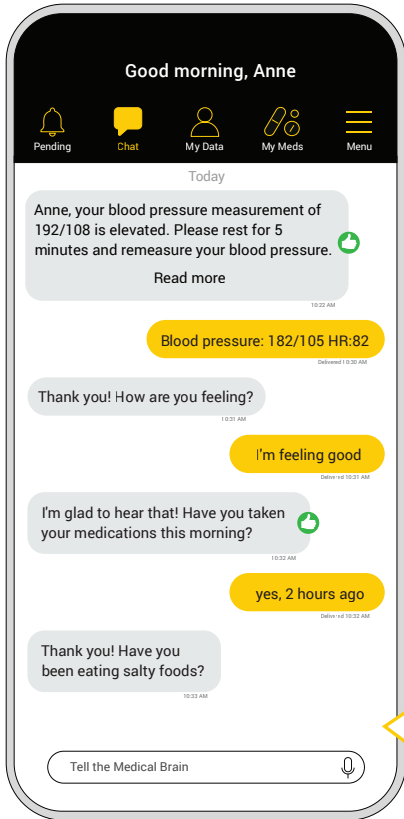 Good morning, Anne
Pending Chat My Data My Meds Menu
Today
Anne, your blood pressure measurement of
192/108 is elevated. Please rest for 5
minutes and remeasure your blood pressure.
Read more
10:22 AM
Blood pressure: 182/105 HR:82
Delivered 10:30 AM
Thank you! How are you feeling?
10:31 AM
I'm feeling good
Delivered 10:31 AM
I'm glad to hear that! Have you taken
your medications this morning?
10:32 AM
yes, 2 hours ago
Delivered 10:32 AM
Thank you! Have you
been eating salty foods?
10:33 AM
Tell the Medical Brain